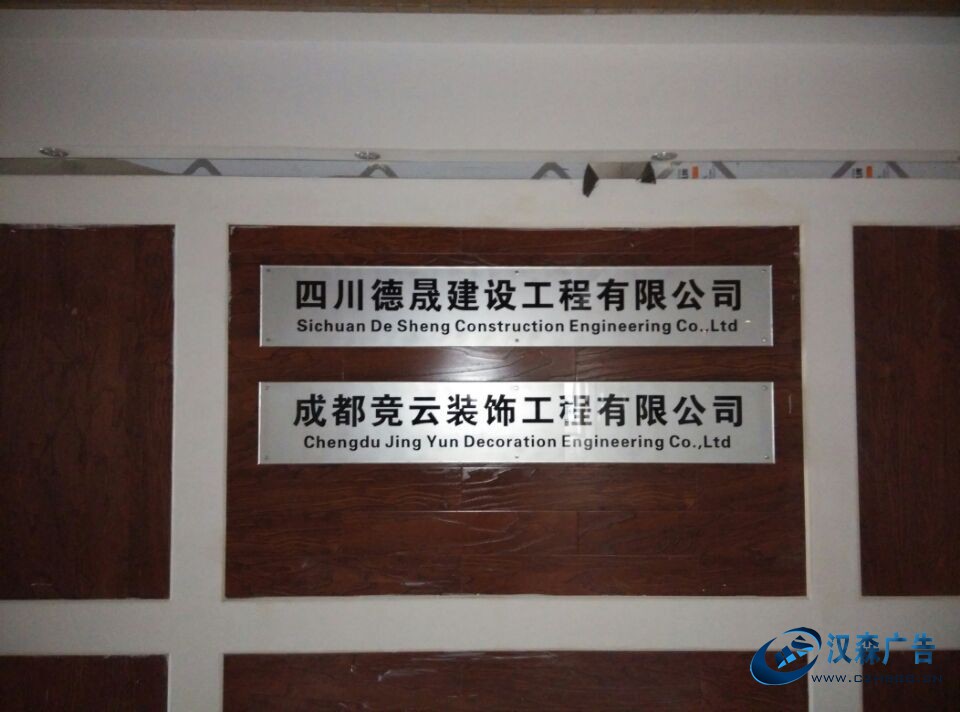 四川德晟建设工程有限公司
Sichuan De Sheng Construction Engineering Co.,Ltd
成都竞云装饰工程有限公司
Chengdu Jing Yun Decoration Engineering Co.,Ltd
汉森广告